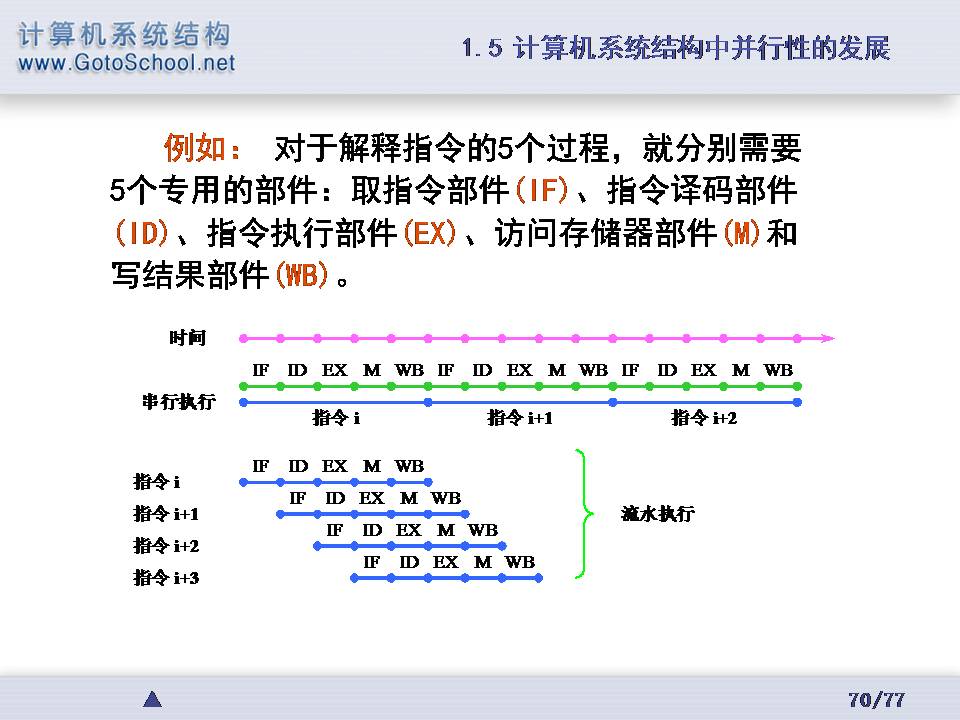 计算机系统结构
www.GotoSchool.net
1.5 计算机系统结构中并行性的发展
例如： 对于解释指令的5个过程，就分别需要
5个专用的部件：取指令部件(IF)、指令译码部件
(ID)、指令执行部件(EX)、访问存储器部件(M)和
写结果部件(WB)。
时间
IF ID EX M WB IF ID EX M WB IF ID EX M WB
串行执行
指令 i 指令 i+1 指令 i+2
IF ID EX M WB
指令 i
IF ID EX M WB
指令 i+1
流水执行
IF ID EX M WB
指令 i+2
IF ID EX M WB
指令 i+3
70/77